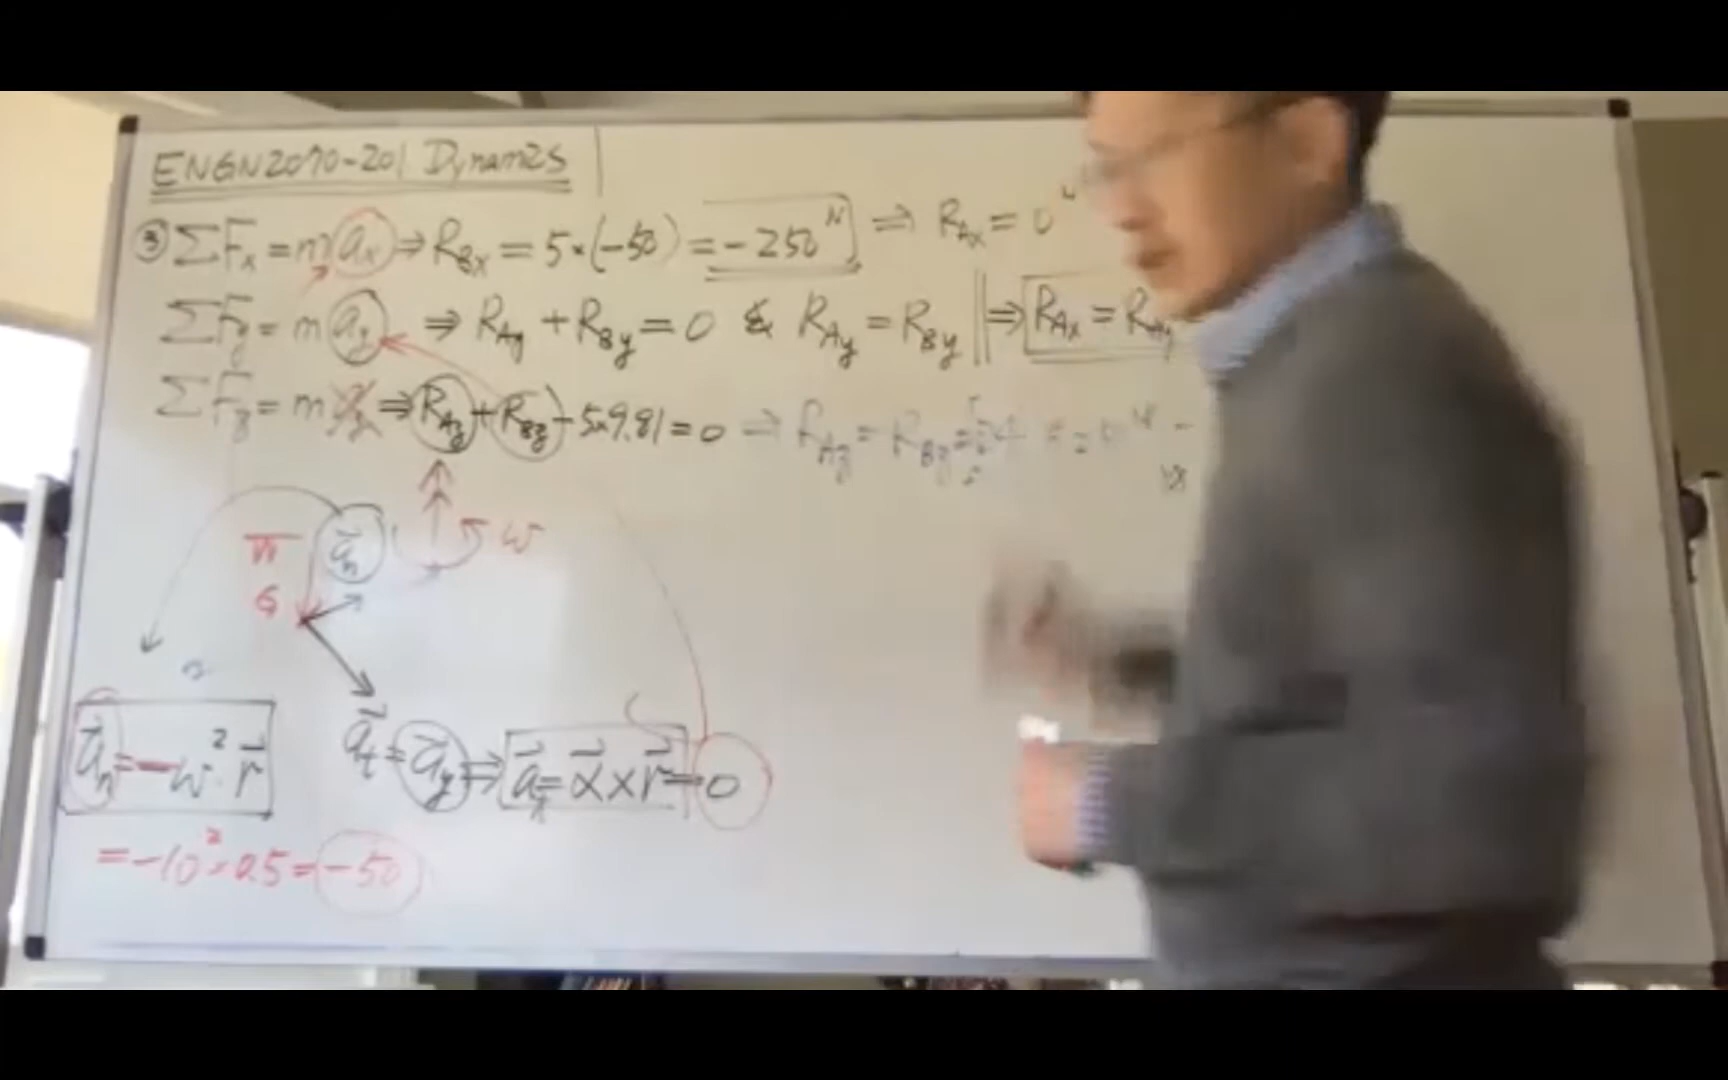 ENGN2070-201 Dynamics
③ ΣFx = m ax ⇒ RBx = 5×(-50) = -250N ⇒ RAx = 0
ΣFy = m ay ⇒ RAy + RBy = 0 & RAy = RBy ⇒ RAx = RAy
ΣFz = m az ⇒ RAz + RBz - 5×9.81 = 0 ⇒ RAz = RBz =
an
ω
G
an = -ω²·r
at = ay ⇒ at = α×r = 0
= -10²×0.5 = -50